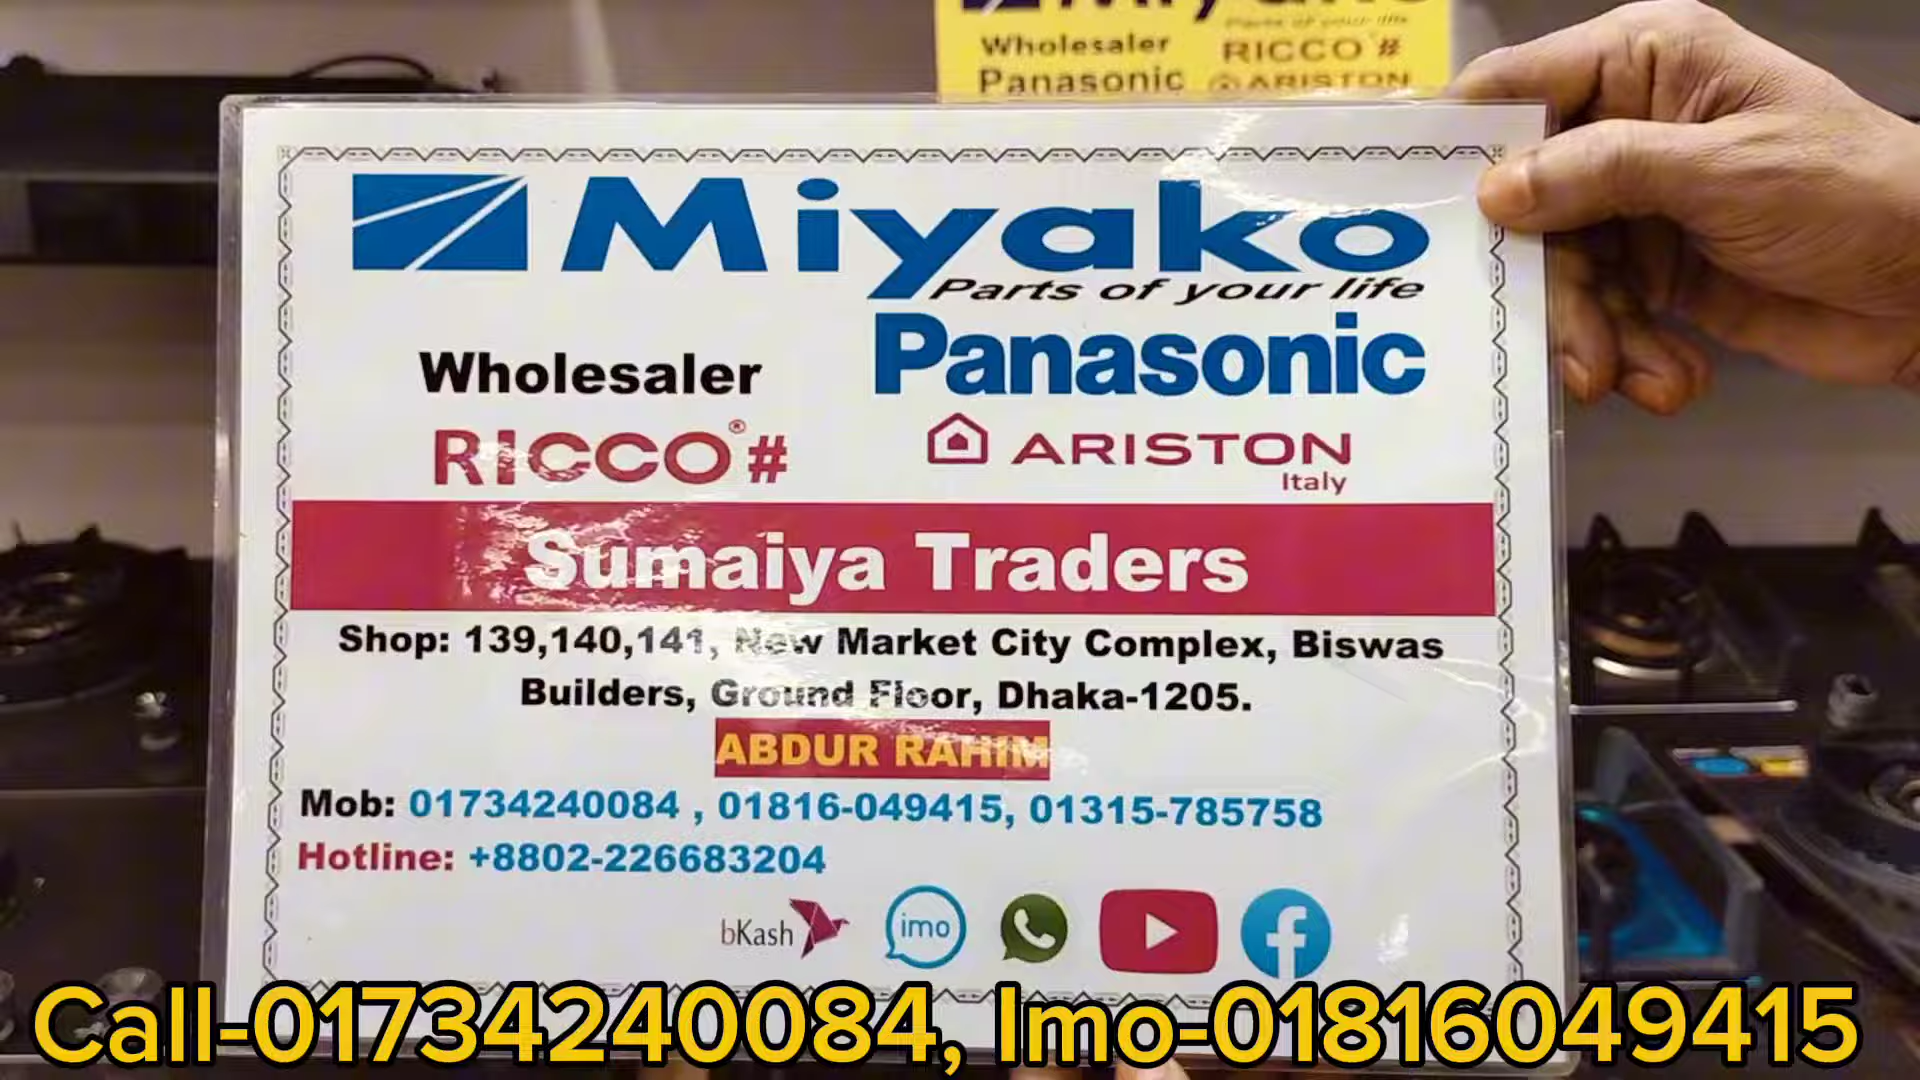 Wholesaler
RICCO #
Panasonic
ARISTON
Miyako
Parts of your life
Wholesaler
Panasonic
RICCO® #
ARISTON
Italy
Sumaiya Traders
Shop: 139,140,141, New Market City Complex, Biswas
Builders, Ground Floor, Dhaka-1205.
ABDUR RAHIM
Mob: 01734240084 , 01816-049415, 01315-785758
Hotline: +8802-226683204
bKash
imo
Call-01734240084, Imo-01816049415